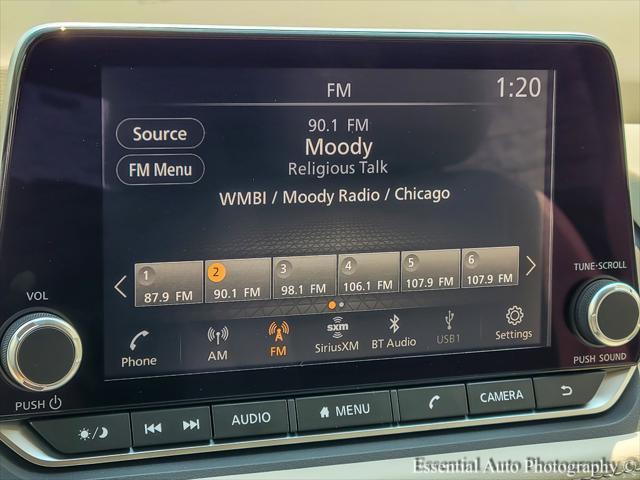 FM 1:20
Source
FM Menu
90.1 FM
Moody
Religious Talk
WMBI / Moody Radio / Chicago
1 2 3 4 5 6
87.9 FM 90.1 FM 98.1 FM 106.1 FM 107.9 FM 107.9 FM
Phone AM FM sxm SiriusXM BT Audio USB1 Settings
VOL
PUSH
TUNE·SCROLL
PUSH SOUND
AUDIO MENU CAMERA
Essential Auto Photography ©